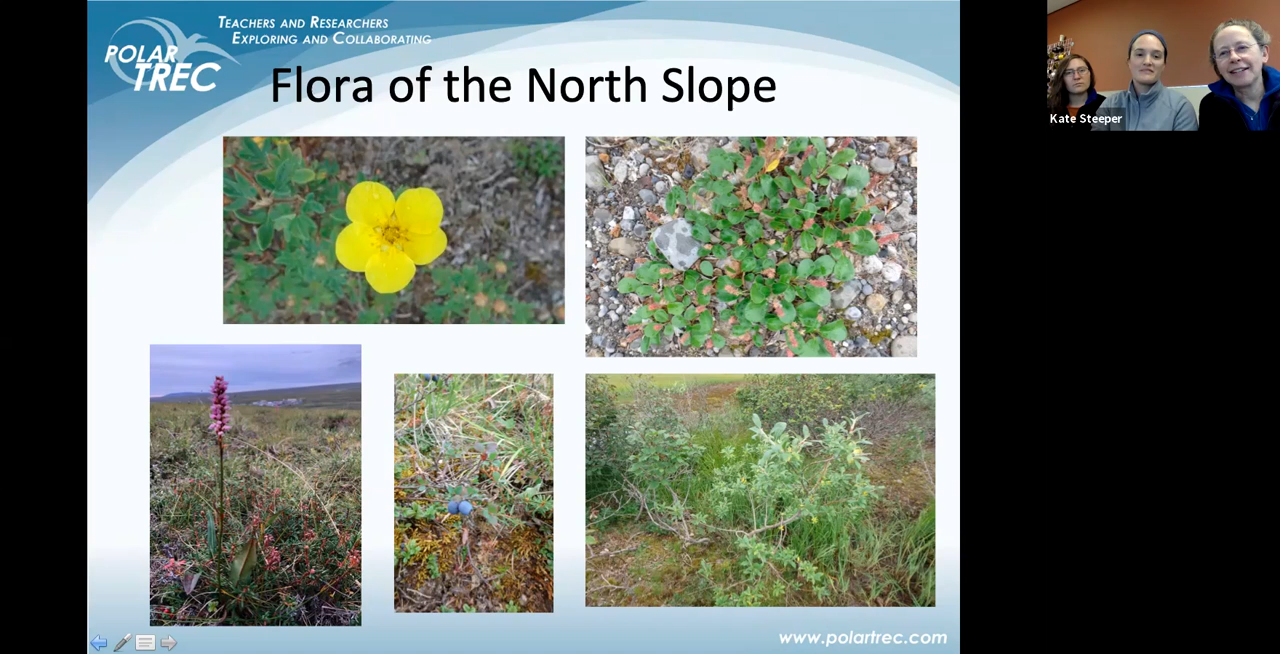 TEACHERS AND RESEARCHERS
EXPLORING AND COLLABORATING
POLAR
TREC
Flora of the North Slope
Kate Steeper
www.polartrec.com